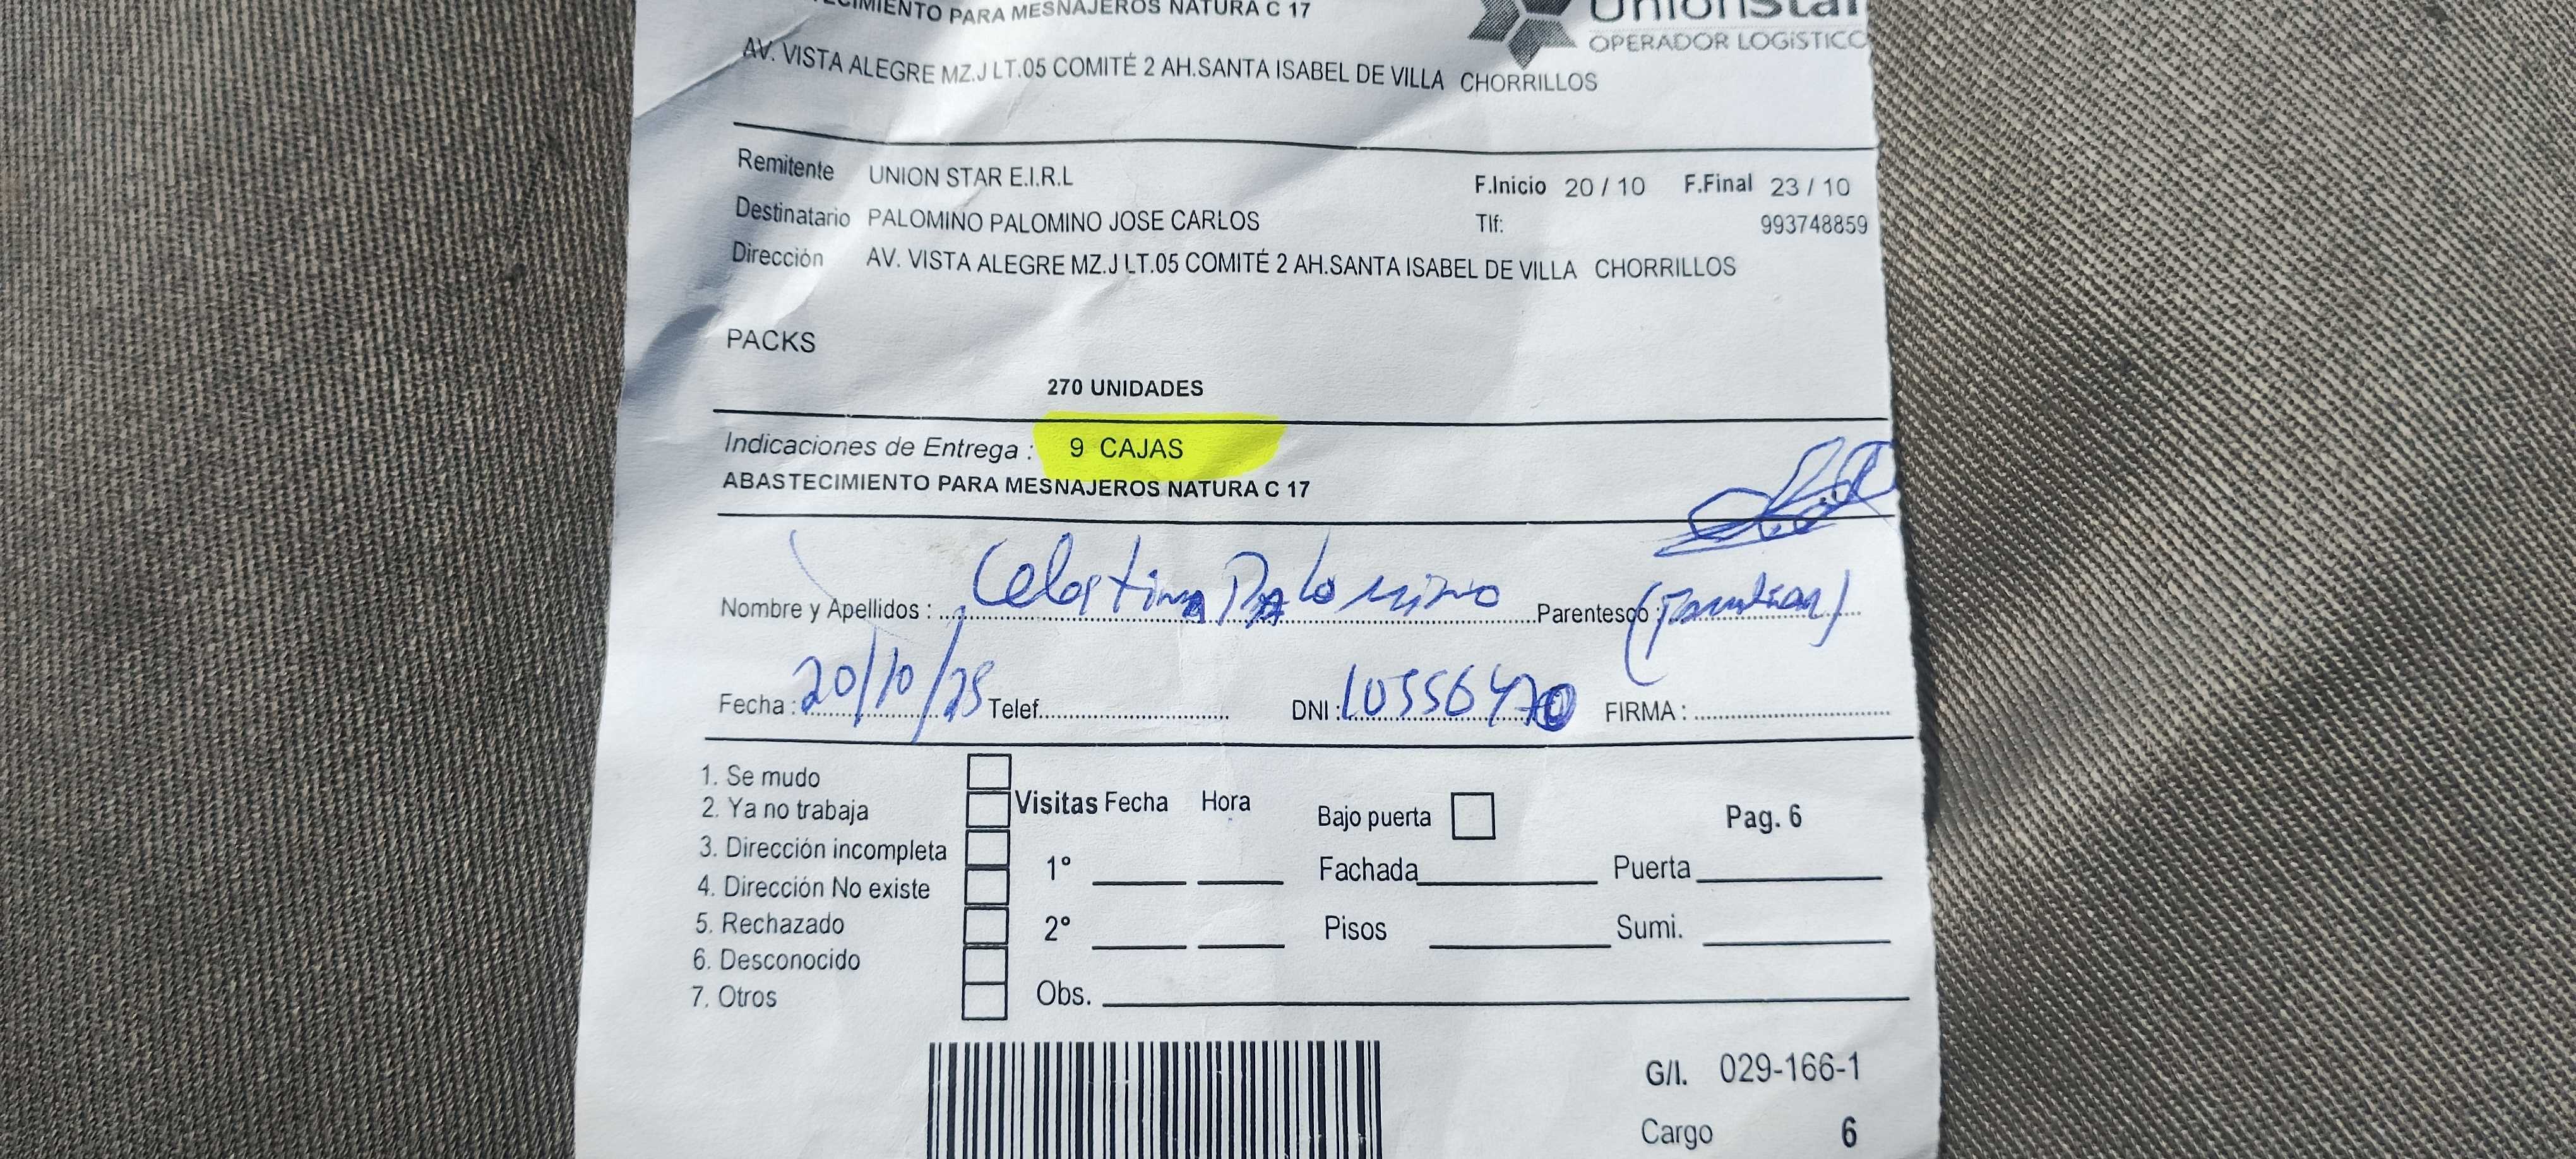 PARA MESNAJEROS NATURA C 17
UnionStar
OPERADOR LOGÍSTICO
AV. VISTA ALEGRE MZ.J LT.05 COMITÉ 2 AH.SANTA ISABEL DE VILLA CHORRILLOS
Remitente UNION STAR E.I.R.L F.Inicio 20 / 10 F.Final 23 / 10
Destinatario PALOMINO PALOMINO JOSE CARLOS Tlf: 993748859
Dirección AV. VISTA ALEGRE MZ.J LT.05 COMITÉ 2 AH.SANTA ISABEL DE VILLA CHORRILLOS
PACKS
270 UNIDADES
Indicaciones de Entrega : 9 CAJAS
ABASTECIMIENTO PARA MESNAJEROS NATURA C 17
Nombre y Apellidos : Celestina Palomino Parentesco : (Familiar)
Fecha : 20/10/25 Telef. DNI : 10556470 FIRMA :
1. Se mudo
2. Ya no trabaja
3. Dirección incompleta
4. Dirección No existe
5. Rechazado
6. Desconocido
7. Otros
Visitas Fecha Hora
1°
2°
Obs.
Bajo puerta Pag. 6
Fachada Puerta
Pisos Sumi.
G/I. 029-166-1
Cargo 6